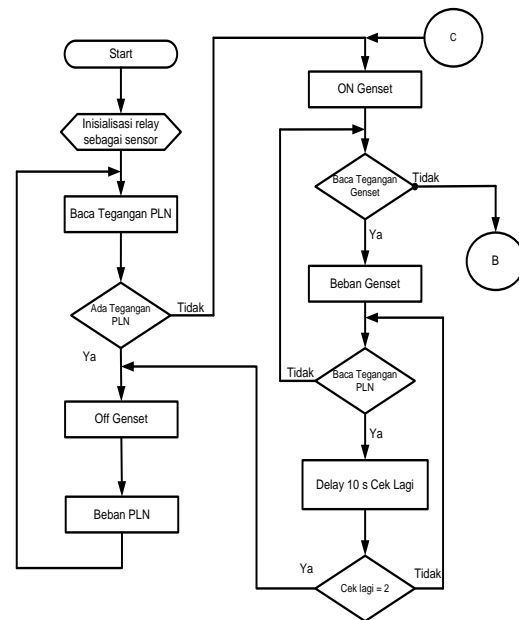 Start
Inisialisasi relay
sebagai sensor
Baca Tegangan PLN
Ada Tegangan
PLN
Tidak
Ya
Off Genset
Beban PLN
C
ON Genset
Baca Tegangan
Genset
Tidak
Ya
B
Beban Genset
Baca Tegangan
PLN
Tidak
Ya
Delay 10 s Cek Lagi
Cek lagi = 2
Ya
Tidak